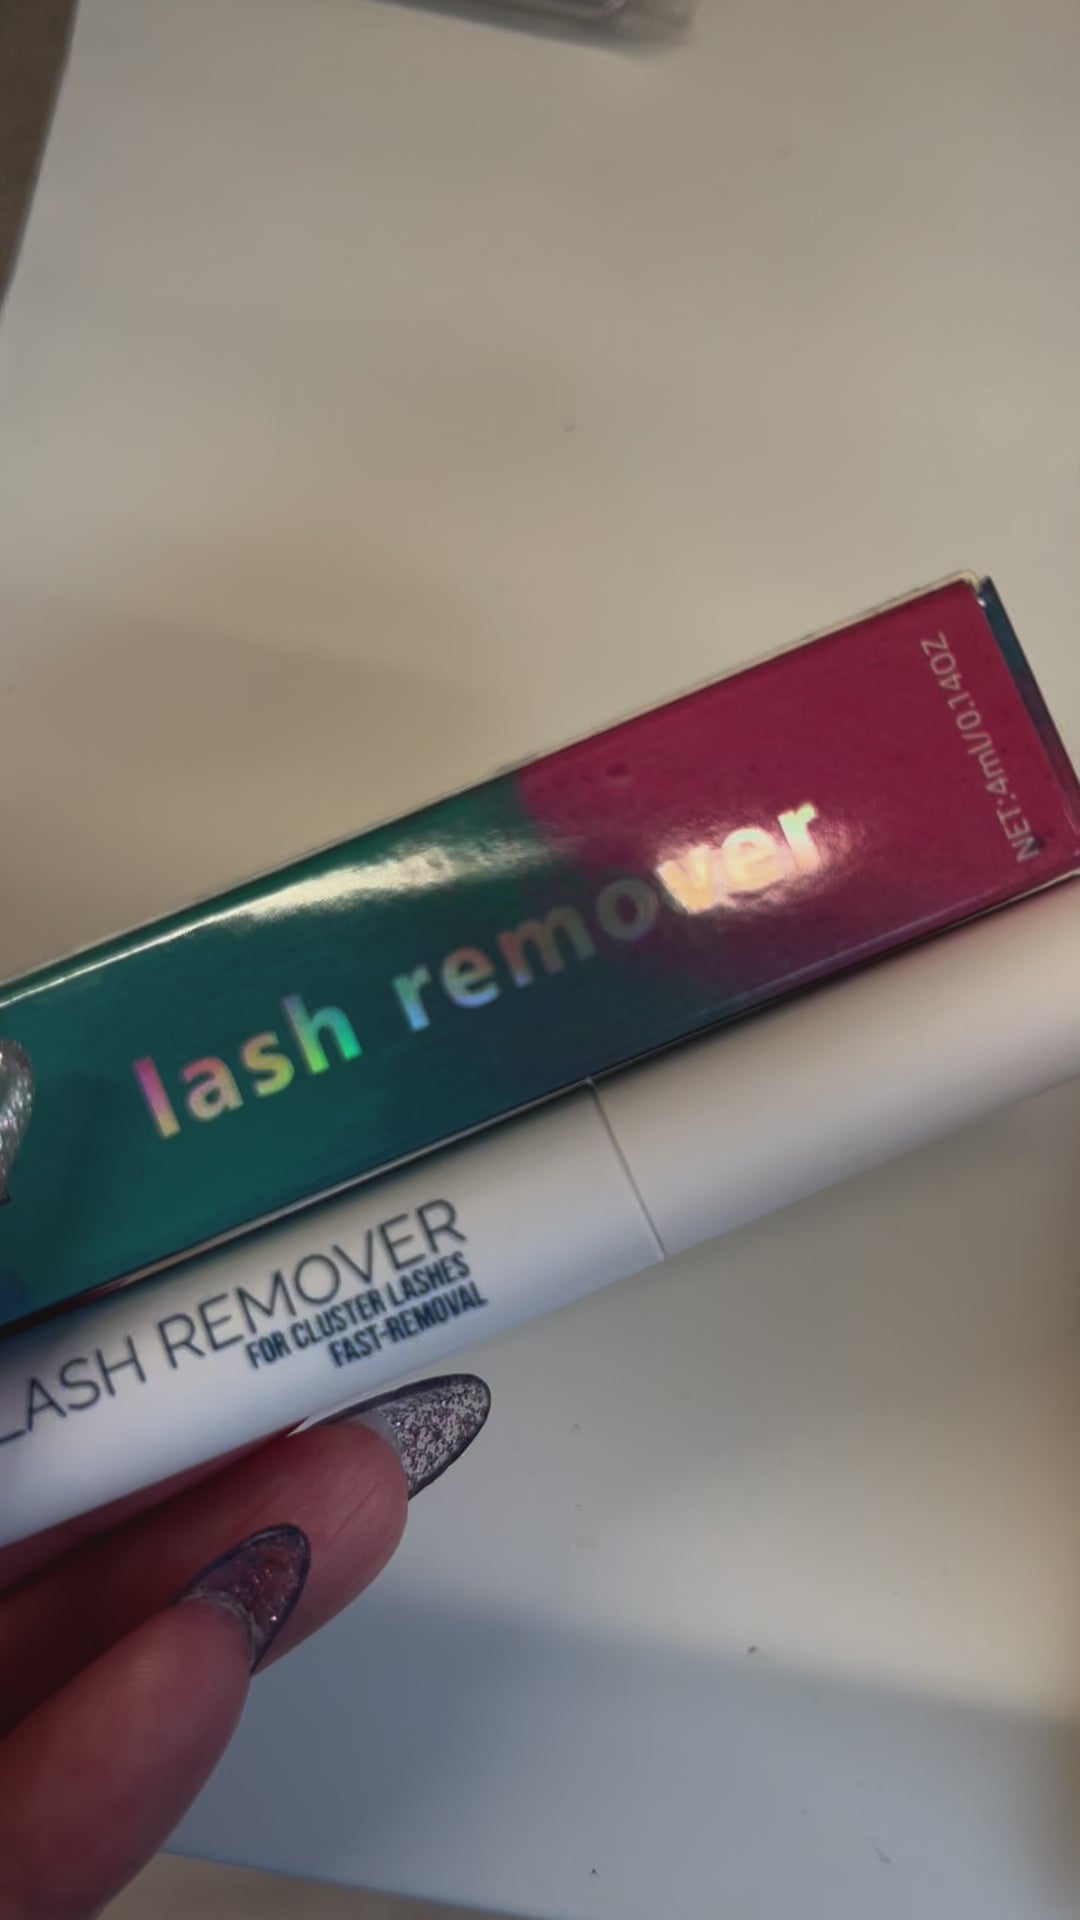 lash remover
NET:4ml/0.14OZ
LASH REMOVER
FOR CLUSTER LASHES
FAST-REMOVAL